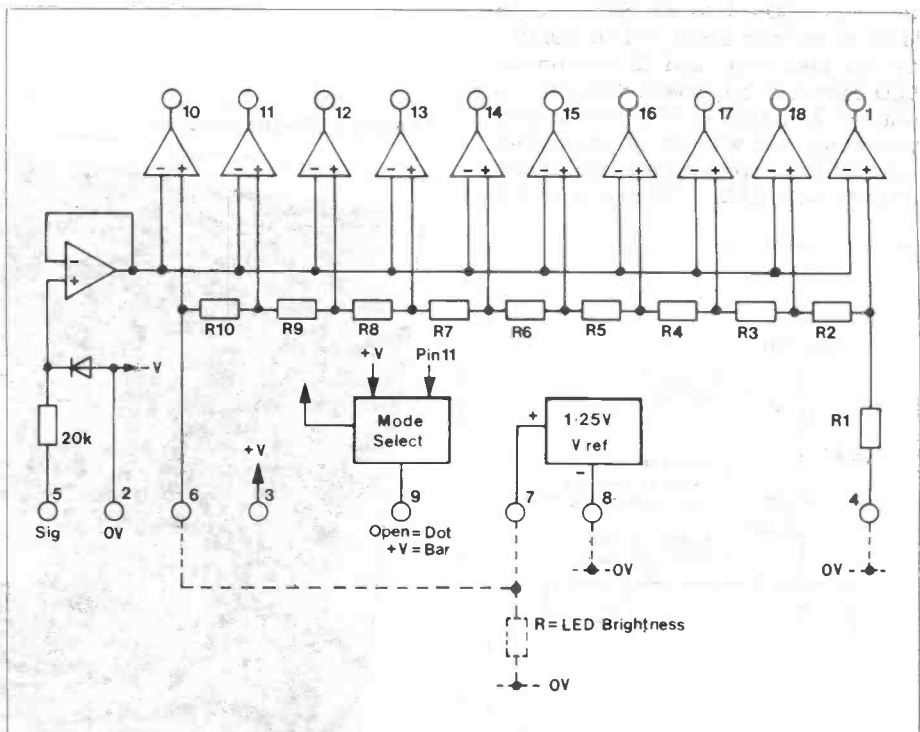 10 11 12 13 14 15 16 17 18 1
- + - + - + - + - + - + - + - + - + - +
-
+
R10 R9 R8 R7 R6 R5 R4 R3 R2
+V Pin 11
-V
20k
+V
Mode
Select
+ 1·25V
V ref
-
R1
5 2 6 3 9 7 8 4
Sig 0V
Open = Dot
+V = Bar
0V 0V
R = LED Brightness
0V